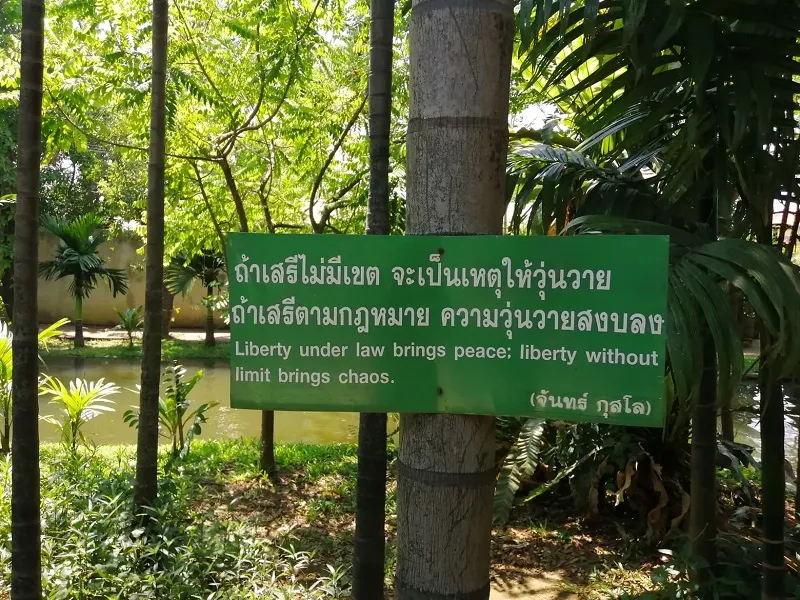 ถ้าเสรีไม่มีเขต จะเป็นเหตุให้วุ่นวาย
ถ้าเสรีตามกฎหมาย ความวุ่นวายสงบลง
Liberty under law brings peace: liberty without
limit brings chaos.
(จันทร์ กุสโล)